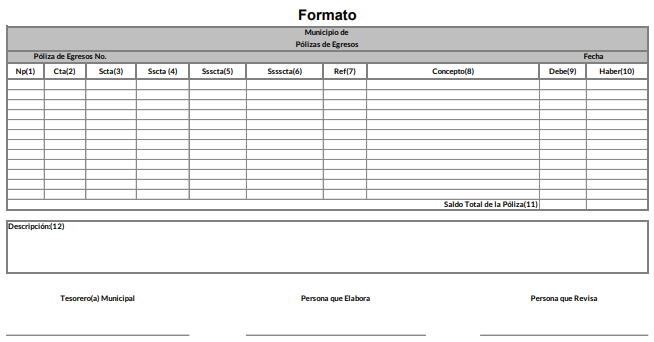 Formato
Municipio de
Pólizas de Egresos
Póliza de Egresos No. Fecha
Np(1) Cta(2) Scta(3) Sscta (4) Ssscta(5) Sssscta(6) Ref(7) Concepto(8) Debe(9) Haber(10)
Saldo Total de la Póliza(11)
Descripción:(12)
Tesorero(a) Municipal Persona que Elabora Persona que Revisa